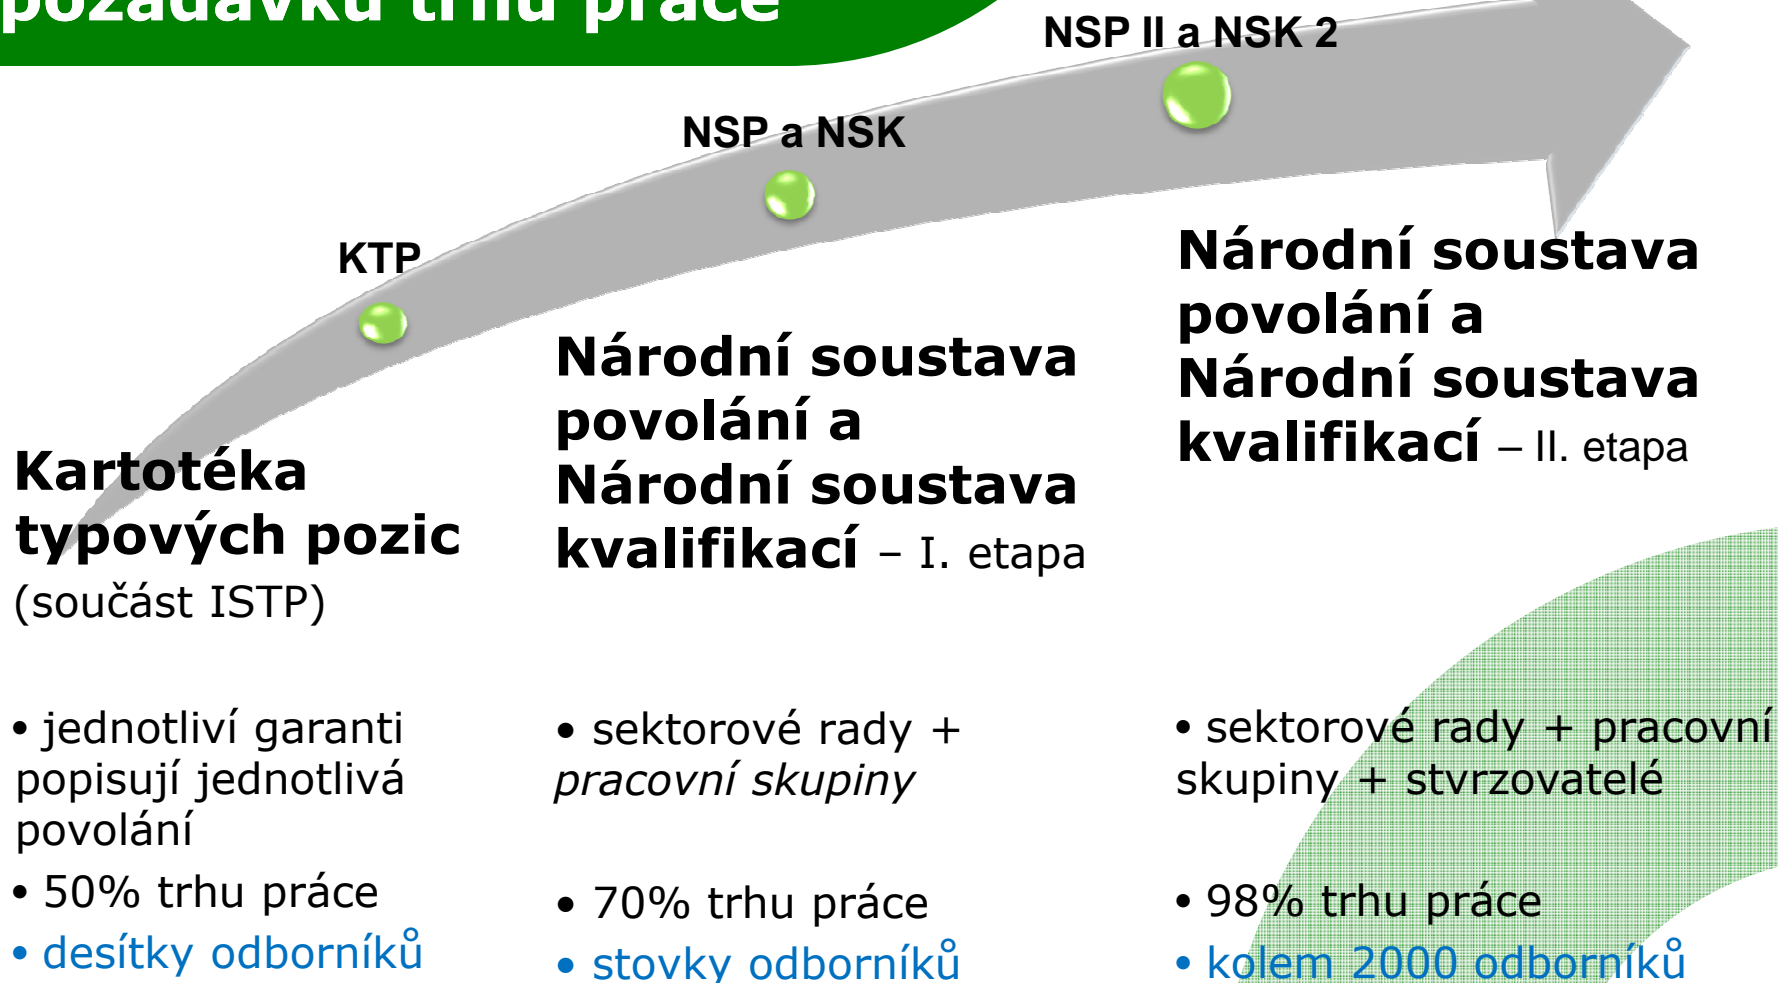 požadavků trhu práce
NSP II a NSK 2
NSP a NSK
KTP
Kartotéka
typových pozic
(součást ISTP)
• jednotliví garanti
popisují jednotlivá
povolání
• 50% trhu práce
• desítky odborníků
Národní soustava
povolání a
Národní soustava
kvalifikací – I. etapa
• sektorové rady +
pracovní skupiny
• 70% trhu práce
• stovky odborníků
Národní soustava
povolání a
Národní soustava
kvalifikací – II. etapa
• sektorové rady + pracovní
skupiny + stvrzovatelé
• 98% trhu práce
• kolem 2000 odborníků